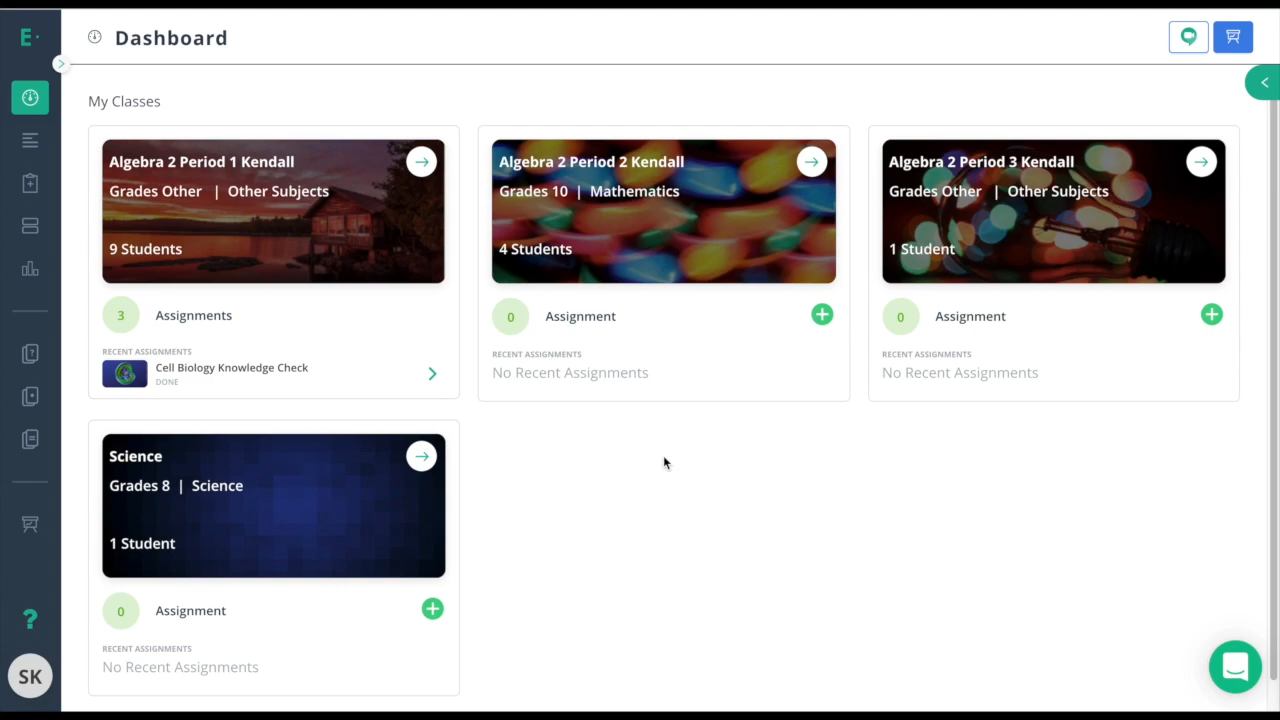 E·
Dashboard
My Classes
Algebra 2 Period 1 Kendall
Grades Other | Other Subjects
9 Students
3 Assignments
RECENT ASSIGNMENTS
Cell Biology Knowledge Check
DONE
Algebra 2 Period 2 Kendall
Grades 10 | Mathematics
4 Students
0 Assignment
RECENT ASSIGNMENTS
No Recent Assignments
Algebra 2 Period 3 Kendall
Grades Other | Other Subjects
1 Student
0 Assignment
RECENT ASSIGNMENTS
No Recent Assignments
Science
Grades 8 | Science
1 Student
0 Assignment
RECENT ASSIGNMENTS
No Recent Assignments
?
SK